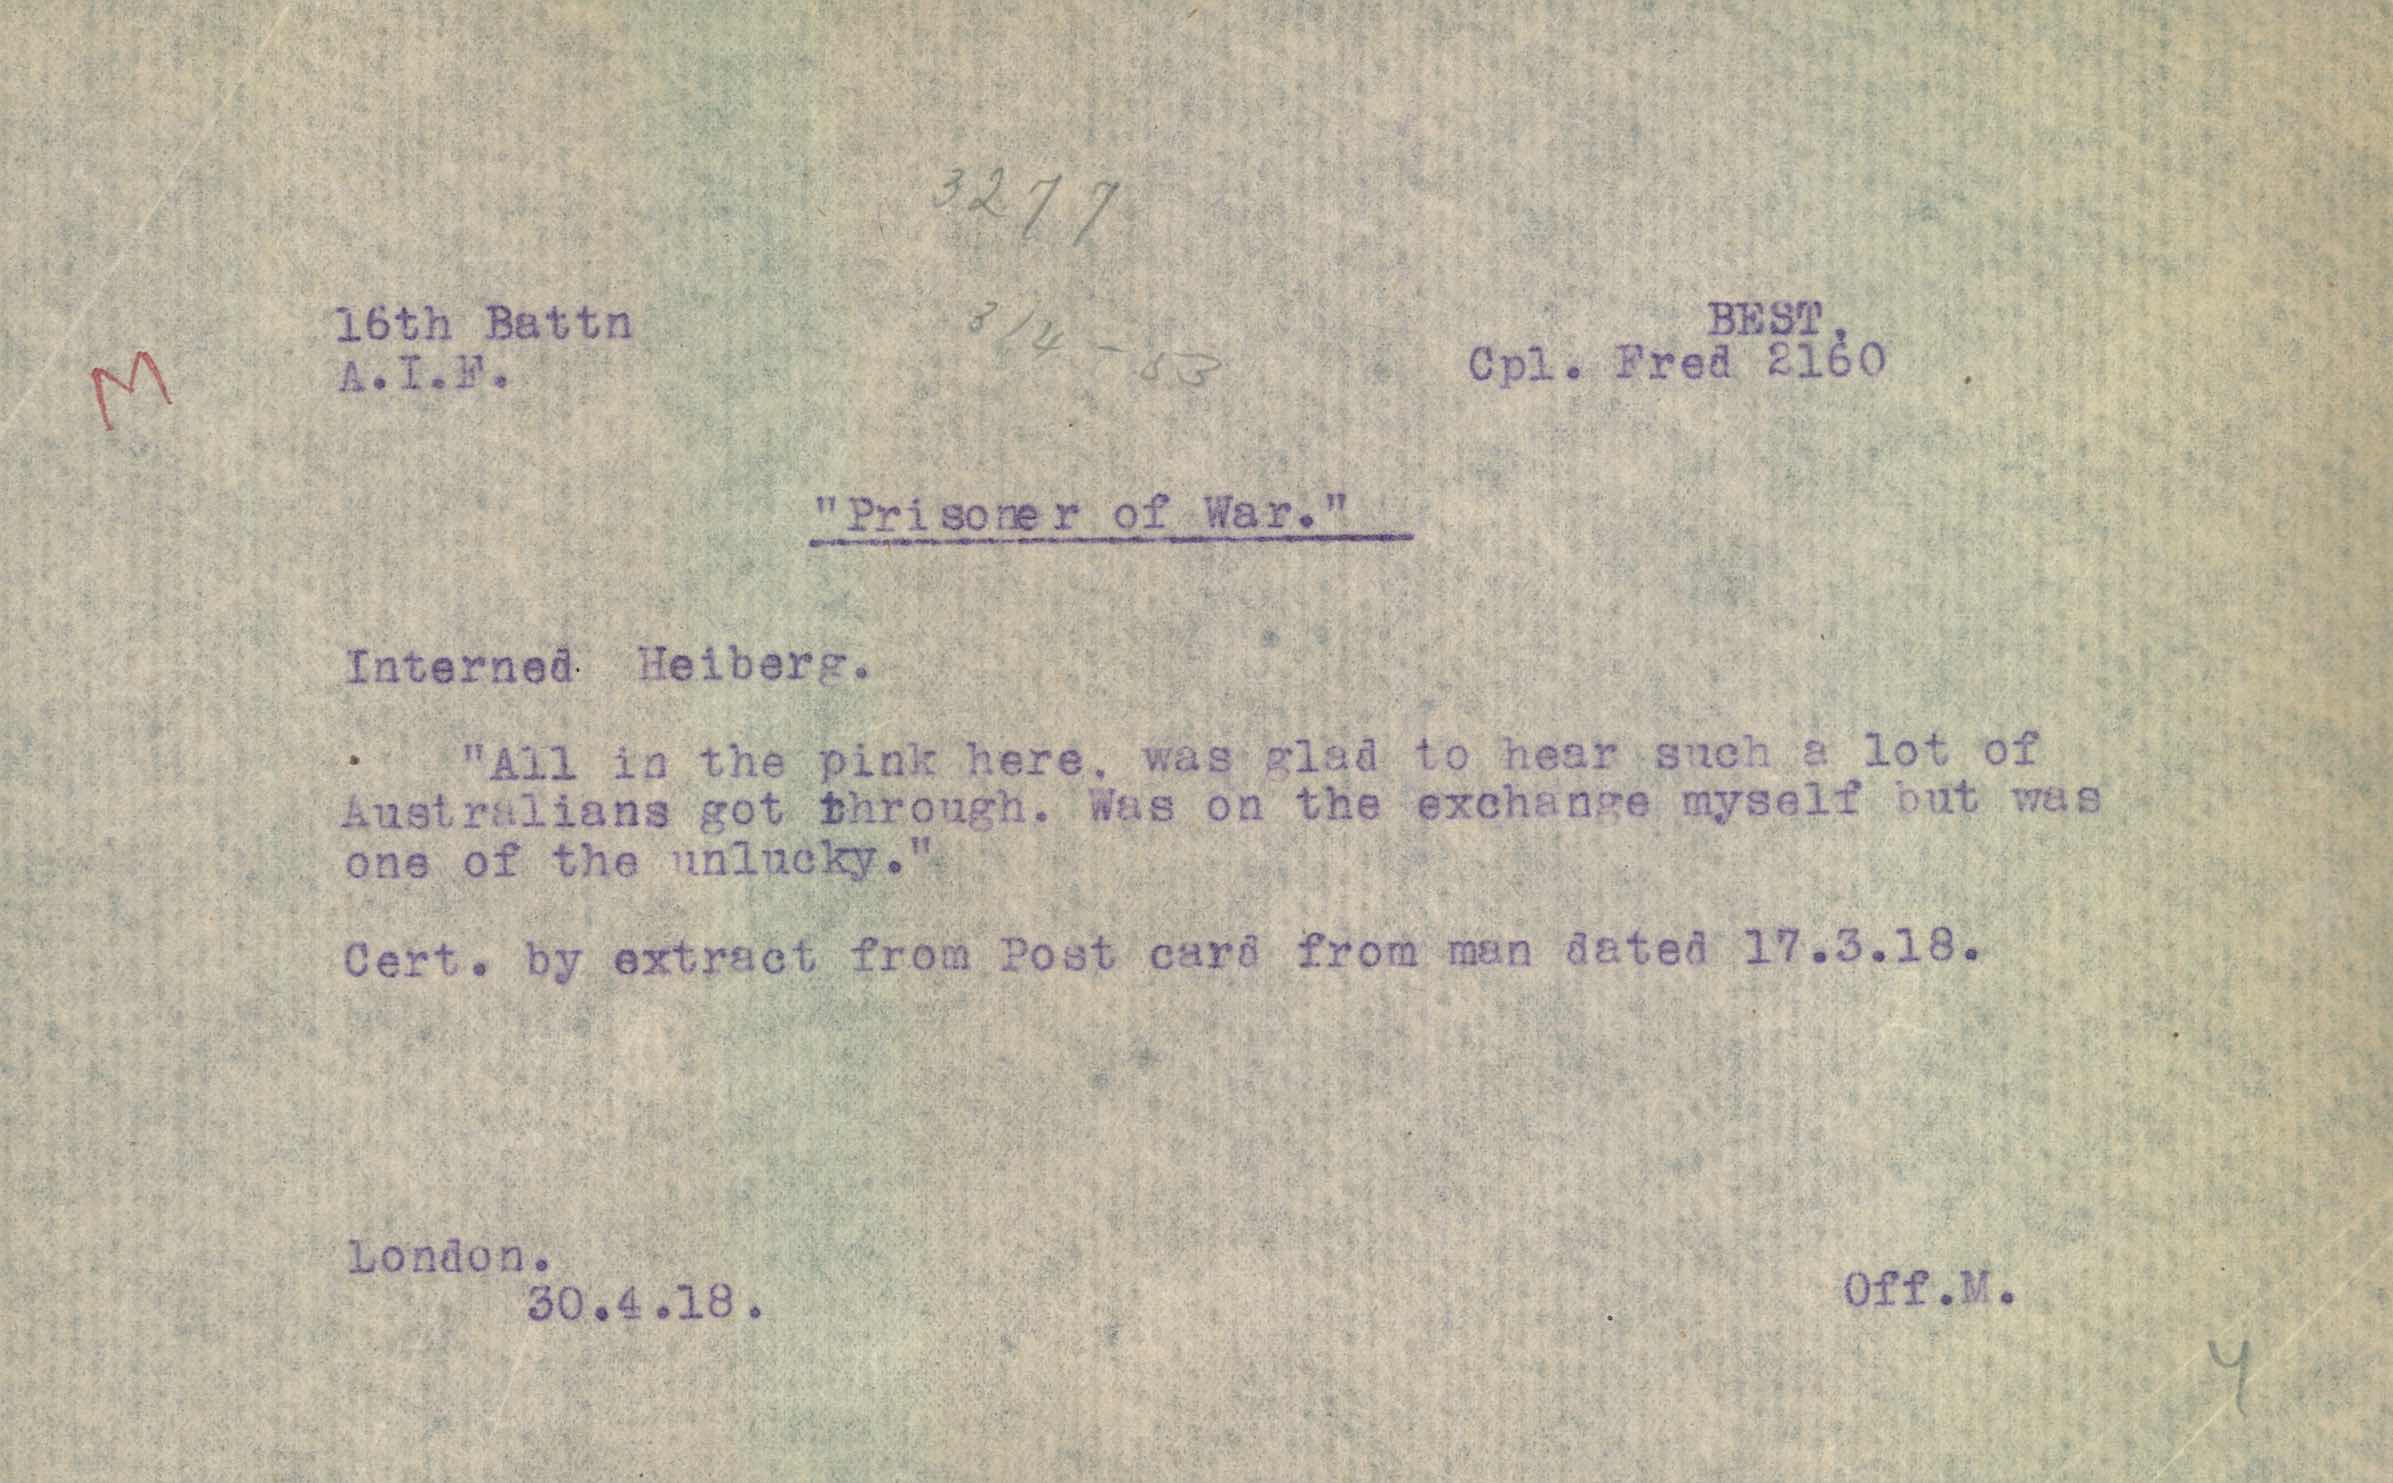 3277
16th Battn
BEST,
A.I.F.
Cpl. Fred 2160
M
"Prisoner of War."
Interned Heiberg.
"All in the pink here. was glad to hear such a lot of
Australians got through. Was on the exchange myself but was
one of the unlucky."
Cert. by extract from Post card from man dated 17.3.18.
London.
30.4.18.
Off.M.
4